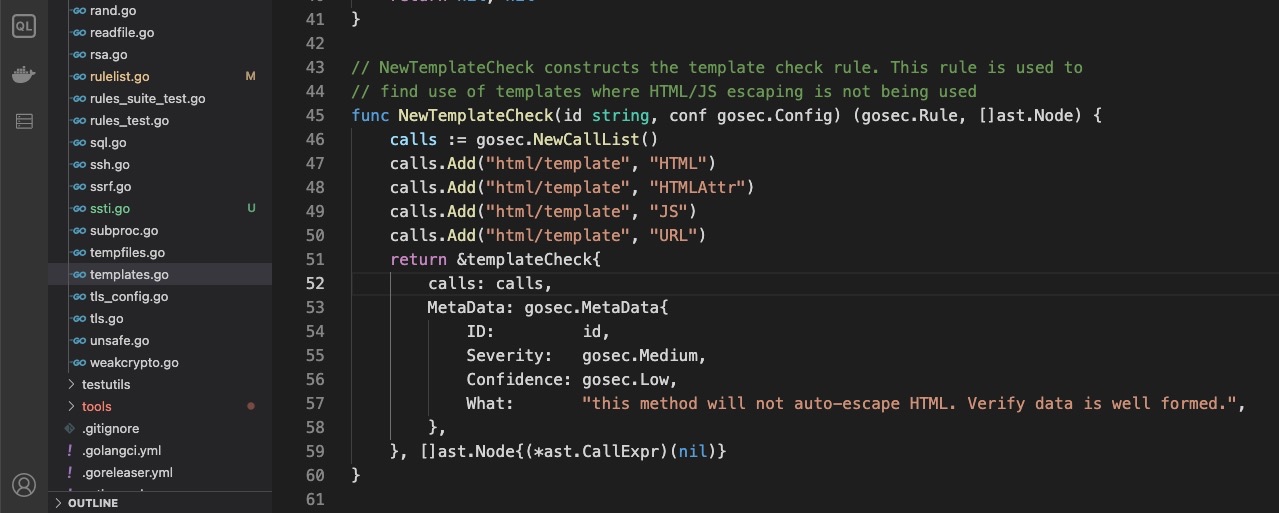 QL
rand.go
readfile.go
rsa.go
rulelist.go M
rules_suite_test.go
rules_test.go
sql.go
ssh.go
ssrf.go
ssti.go U
subproc.go
tempfiles.go
templates.go
tls_config.go
tls.go
unsafe.go
weakcrypto.go
testutils
tools
.gitignore
.golangci.yml
.goreleaser.yml
OUTLINE
41 }
42
43 // NewTemplateCheck constructs the template check rule. This rule is used to
44 // find use of templates where HTML/JS escaping is not being used
45 func NewTemplateCheck(id string, conf gosec.Config) (gosec.Rule, []ast.Node) {
46     calls := gosec.NewCallList()
47     calls.Add("html/template", "HTML")
48     calls.Add("html/template", "HTMLAttr")
49     calls.Add("html/template", "JS")
50     calls.Add("html/template", "URL")
51     return &templateCheck{
52         calls: calls,
53         MetaData: gosec.MetaData{
54             ID:         id,
55             Severity:   gosec.Medium,
56             Confidence: gosec.Low,
57             What:       "this method will not auto-escape HTML. Verify data is well formed.",
58         },
59     }, []ast.Node{(*ast.CallExpr)(nil)}
60 }
61